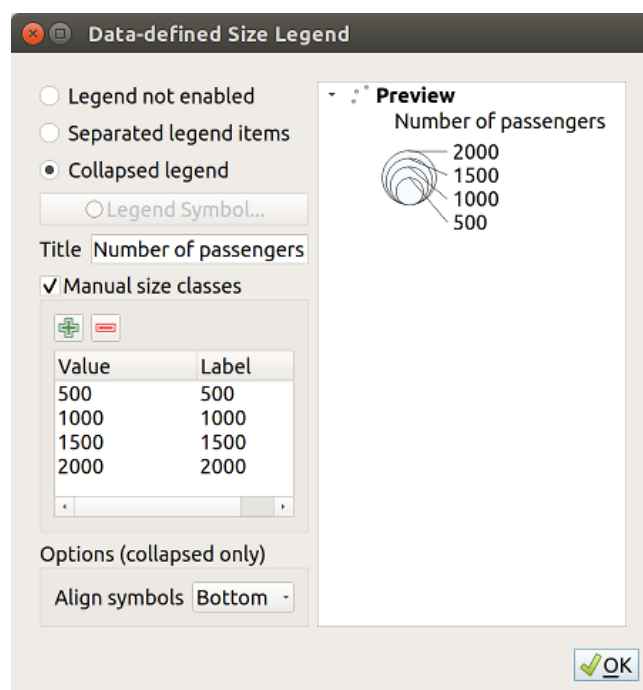 Data-defined Size Legend
Legend not enabled
Separated legend items
Collapsed legend
Legend Symbol...
Title Number of passengers
Manual size classes
Value Label
500 500
1000 1000
1500 1500
2000 2000
Options (collapsed only)
Align symbols Bottom
Preview
Number of passengers
2000
1500
1000
500
OK